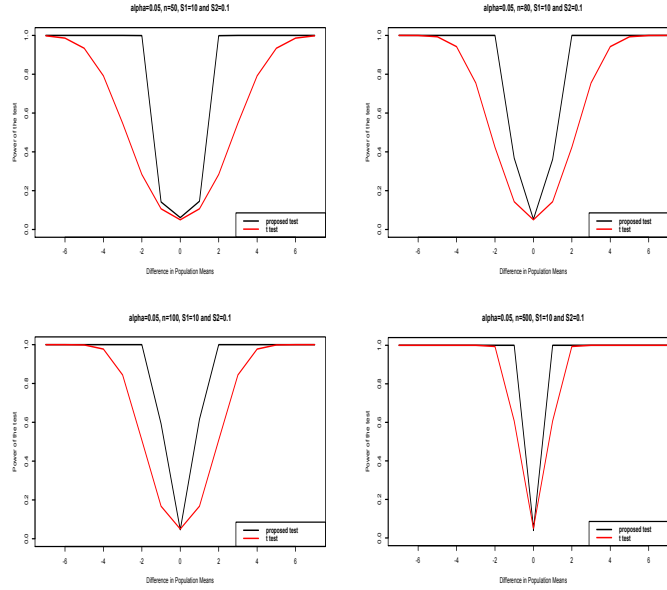 alpha=0.05, n=50, S1=10 and S2=0.1
Power of the test
0.0 0.2 0.4 0.6 0.8 1.0
-6 -4 -2 0 2 4 6
Difference in Population Means
proposed test
t test
alpha=0.05, n=80, S1=10 and S2=0.1
Power of the test
0.0 0.2 0.4 0.6 0.8 1.0
-6 -4 -2 0 2 4 6
Difference in Population Means
proposed test
t test
alpha=0.05, n=100, S1=10 and S2=0.1
Power of the test
0.0 0.2 0.4 0.6 0.8 1.0
-6 -4 -2 0 2 4 6
Difference in Population Means
proposed test
t test
alpha=0.05, n=500, S1=10 and S2=0.1
Power of the test
0.0 0.2 0.4 0.6 0.8 1.0
-6 -4 -2 0 2 4 6
Difference in Population Means
proposed test
t test